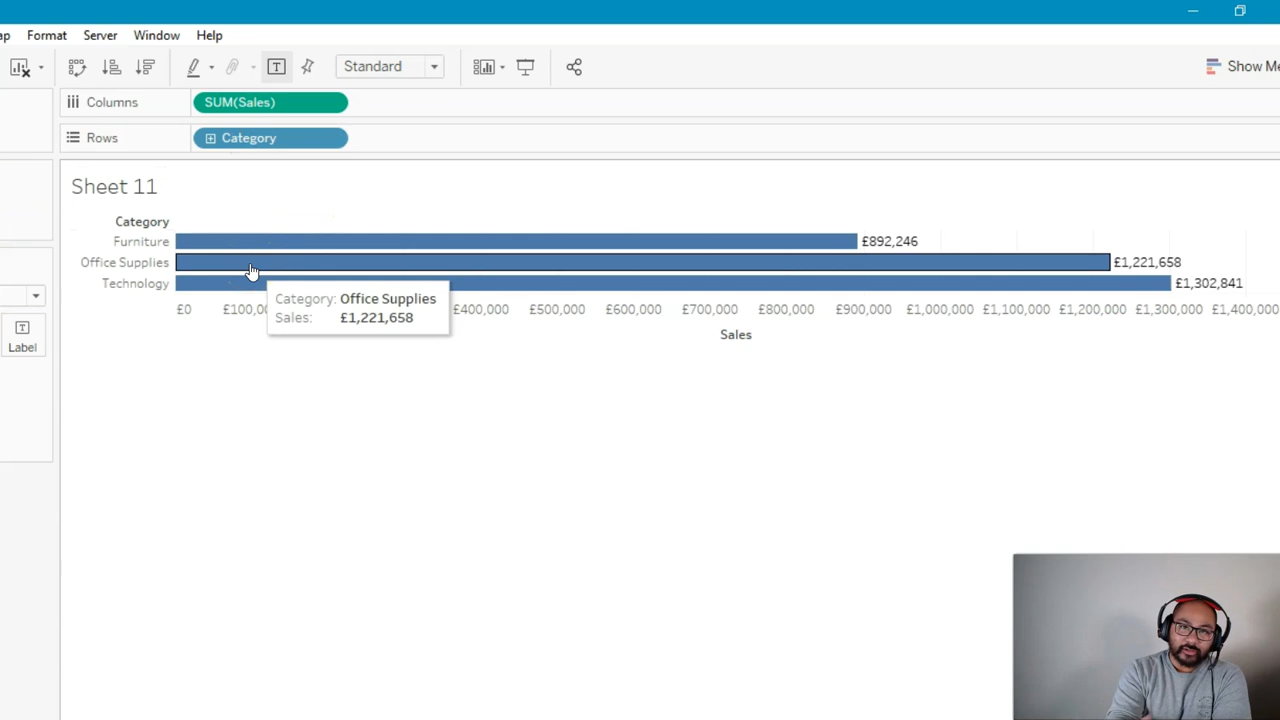 ap Format Server Window Help
Standard
Show Me
Columns SUM(Sales)
Rows Category
Sheet 11
Category
Furniture £892,246
Office Supplies £1,221,658
Technology £1,302,841
Category: Office Supplies
Sales: £1,221,658
£0 £100,00 £400,000 £500,000 £600,000 £700,000 £800,000 £900,000 £1,000,000 £1,100,000 £1,200,000 £1,300,000 £1,400,000
Sales
Label